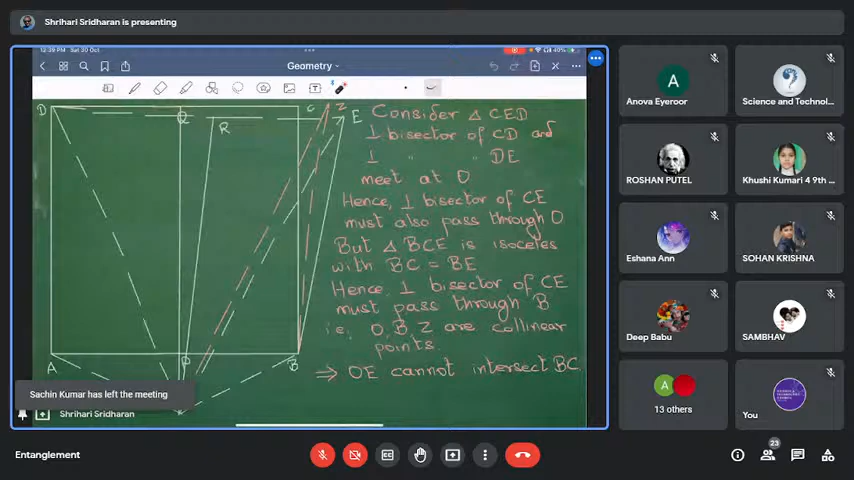 Shrihari Sridharan is presenting
12:39 PM Sat 30 Oct
40%
Geometry
D
Q
R
C
Z
E
A
P
B
Consider △ CED
⊥ bisector of CD and
⊥ " " DE
meet at O
Hence, ⊥ bisector of CE
must also pass through O
But △ BCE is isoceles
with BC = BE
Hence, ⊥ bisector of CE
must pass through B
i.e, O, B, Z are collinear
points.
⇒ OE cannot intersect BC.
Sachin Kumar has left the meeting
Shrihari Sridharan
A
Anova Eyeroor
Science and Technol...
ROSHAN PUTEL
Khushi Kumari 4 9th ...
Eshana Ann
SOHAN KRISHNA
Deep Babu
SAMBHAV
A
13 others
You
Entanglement
23